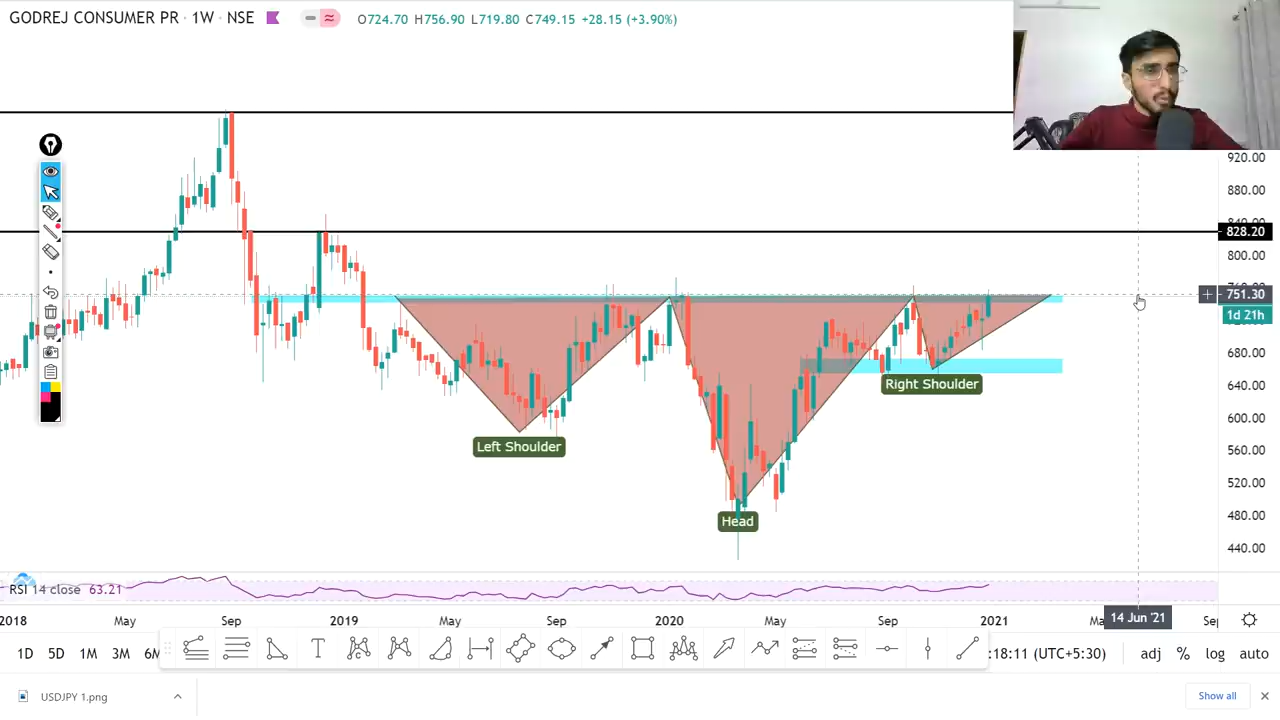 GODREJ CONSUMER PR · 1W · NSE O724.70 H756.90 L719.80 C749.15 +28.15 (+3.90%)
920.00
880.00
828.20
800.00
751.30
1d 21h
680.00
640.00
600.00
560.00
520.00
480.00
440.00
Right Shoulder
Left Shoulder
Head
RSI 14 close 63.21
2018 May Sep 2019 May Sep 2020 May Sep 2021 14 Jun '21
1D 5D 1M 3M 6M :18:11 (UTC+5:30) adj % log auto
USDJPY 1.png Show all